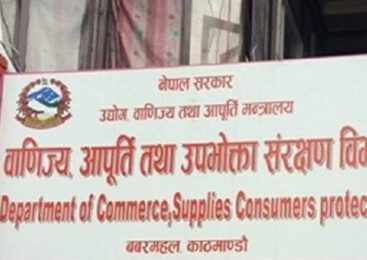 नेपाल सरकार
उद्योग, वाणिज्य तथा आपूर्ति मन्त्रालय
वाणिज्य, आपूर्ति तथा उपभोक्ता संरक्षण वि
Department of Commerce,Supplies Consumers protec
बबरमहल, काठमाण्डौ